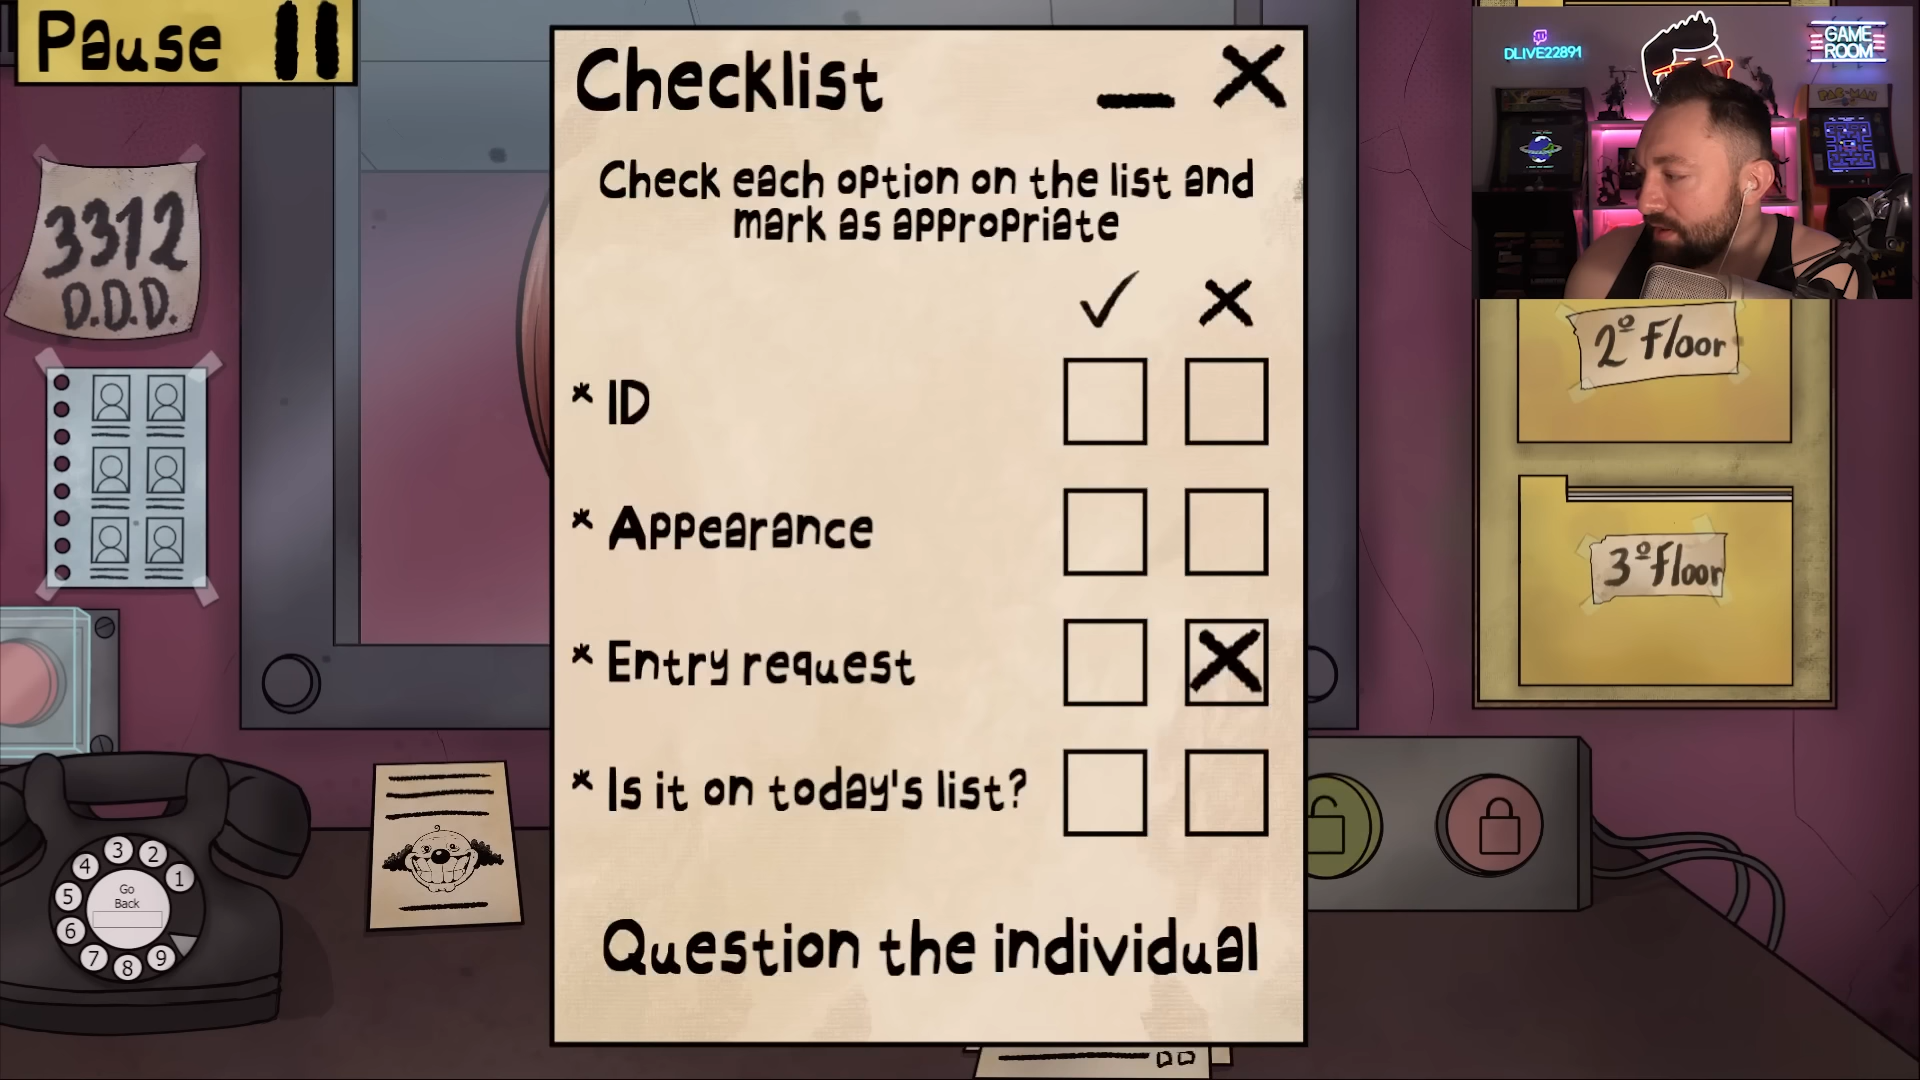 Pause
Checklist
Check each option on the list and
mark as appropriate
* ID
* Appearance
* Entry request
* Is it on today's list?
Question the individual
3312
D.D.D.
3
2
4
1
5
Go
Back
6
7
8
9
DLIVE22891
GAME
ROOM
PAC-MAN
2º Floor
3º Floor